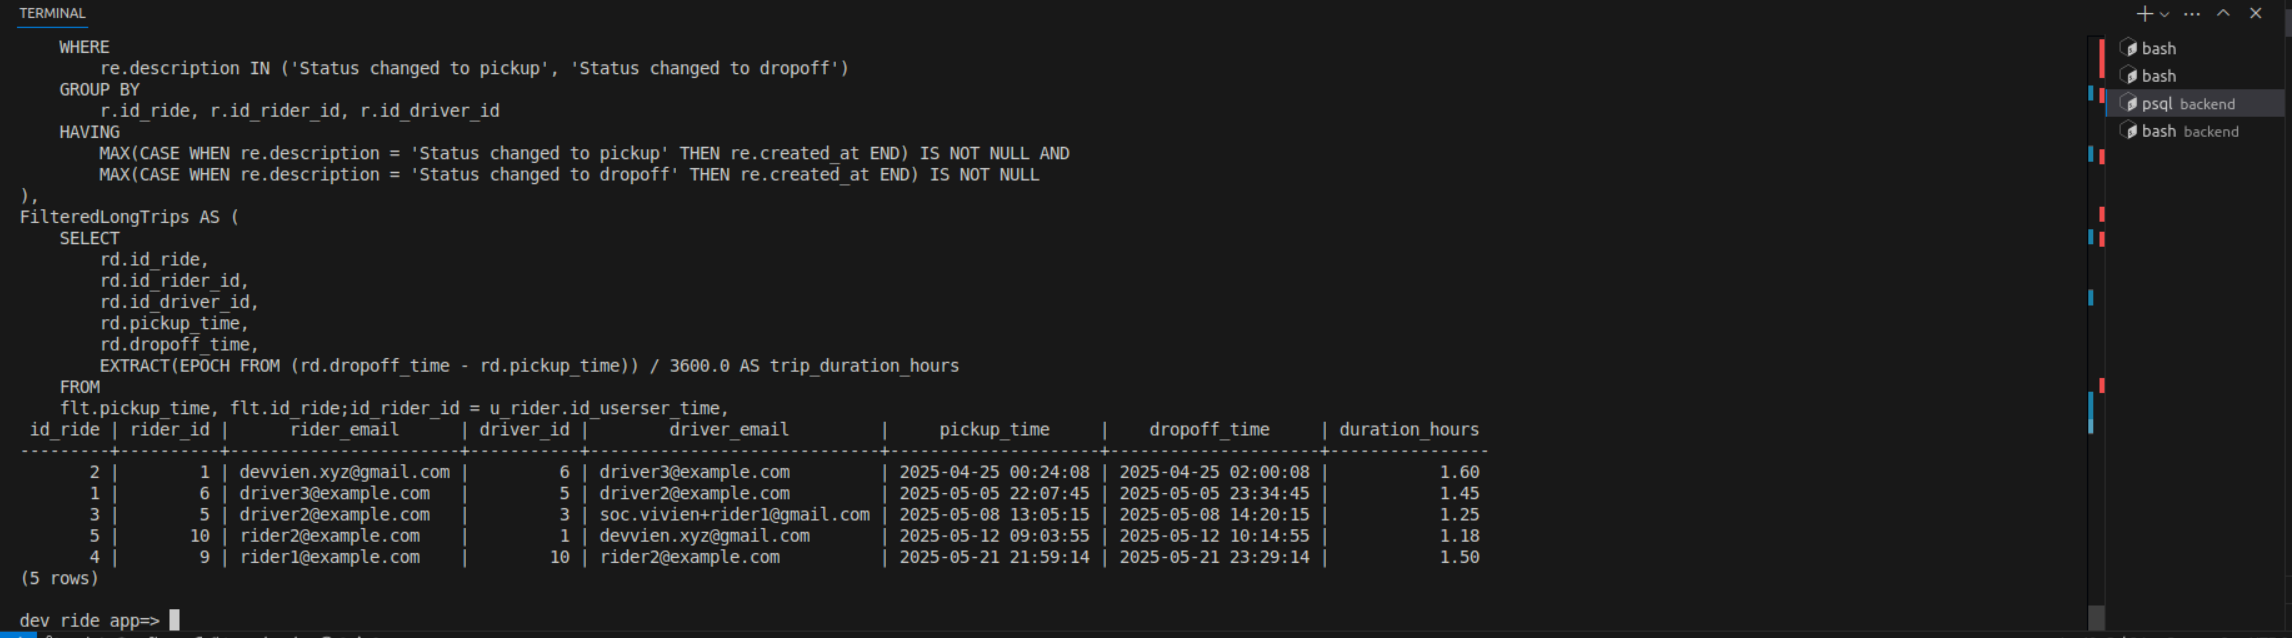 TERMINAL
    WHERE
        re.description IN ('Status changed to pickup', 'Status changed to dropoff')
    GROUP BY
        r.id_ride, r.id_rider_id, r.id_driver_id
    HAVING
        MAX(CASE WHEN re.description = 'Status changed to pickup' THEN re.created_at END) IS NOT NULL AND
        MAX(CASE WHEN re.description = 'Status changed to dropoff' THEN re.created_at END) IS NOT NULL
),
FilteredLongTrips AS (
    SELECT
        rd.id_ride,
        rd.id_rider_id,
        rd.id_driver_id,
        rd.pickup_time,
        rd.dropoff_time,
        EXTRACT(EPOCH FROM (rd.dropoff_time - rd.pickup_time)) / 3600.0 AS trip_duration_hours
    FROM
    flt.pickup_time, flt.id_ride;id_rider_id = u_rider.id_userser_time,
 id_ride | rider_id |      rider_email      | driver_id |       driver_email        |     pickup_time     |    dropoff_time     | duration_hours
---------+----------+-----------------------+-----------+---------------------------+---------------------+---------------------+----------------
       2 |        1 | devvien.xyz@gmail.com |         6 | driver3@example.com       | 2025-04-25 00:24:08 | 2025-04-25 02:00:08 |           1.60
       1 |        6 | driver3@example.com   |         5 | driver2@example.com       | 2025-05-05 22:07:45 | 2025-05-05 23:34:45 |           1.45
       3 |        5 | driver2@example.com   |         3 | soc.vivien+rider1@gmail.com | 2025-05-08 13:05:15 | 2025-05-08 14:20:15 |           1.25
       5 |       10 | rider2@example.com    |         1 | devvien.xyz@gmail.com     | 2025-05-12 09:03:55 | 2025-05-12 10:14:55 |           1.18
       4 |        9 | rider1@example.com    |        10 | rider2@example.com        | 2025-05-21 21:59:14 | 2025-05-21 23:29:14 |           1.50
(5 rows)
dev ride app=>
bash
bash
psql backend
bash backend